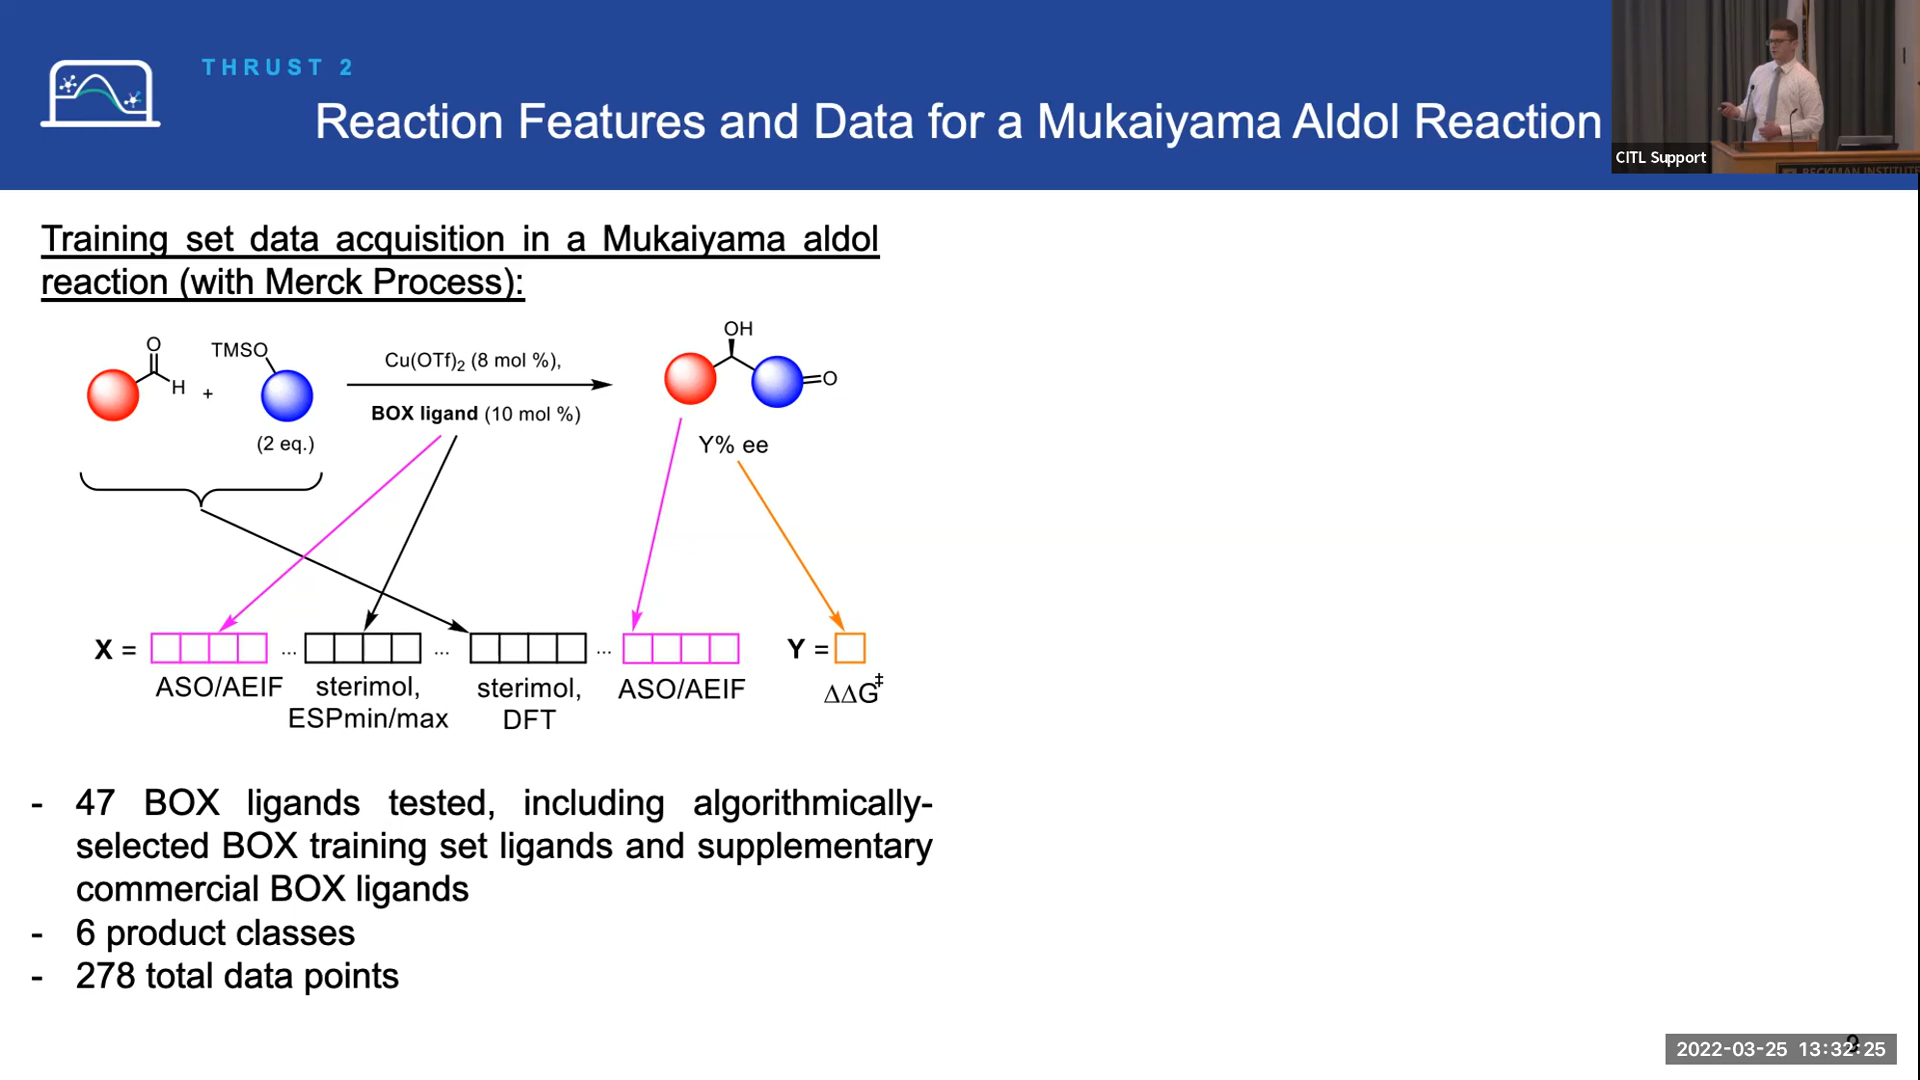 THRUST 2
Reaction Features and Data for a Mukaiyama Aldol Reaction
CITL Support
BECKMAN INSTITUTE
Training set data acquisition in a Mukaiyama aldol
reaction (with Merck Process):
O
H
+
TMSO
(2 eq.)
Cu(OTf)2 (8 mol %),
BOX ligand (10 mol %)
OH
O
Y% ee
X =
...
...
...
Y =
ASO/AEIF
sterimol,
ESPmin/max
sterimol,
DFT
ASO/AEIF
ΔΔG‡
- 47 BOX ligands tested, including algorithmically-
selected BOX training set ligands and supplementary
commercial BOX ligands
- 6 product classes
- 278 total data points
2022-03-25 13:32:25